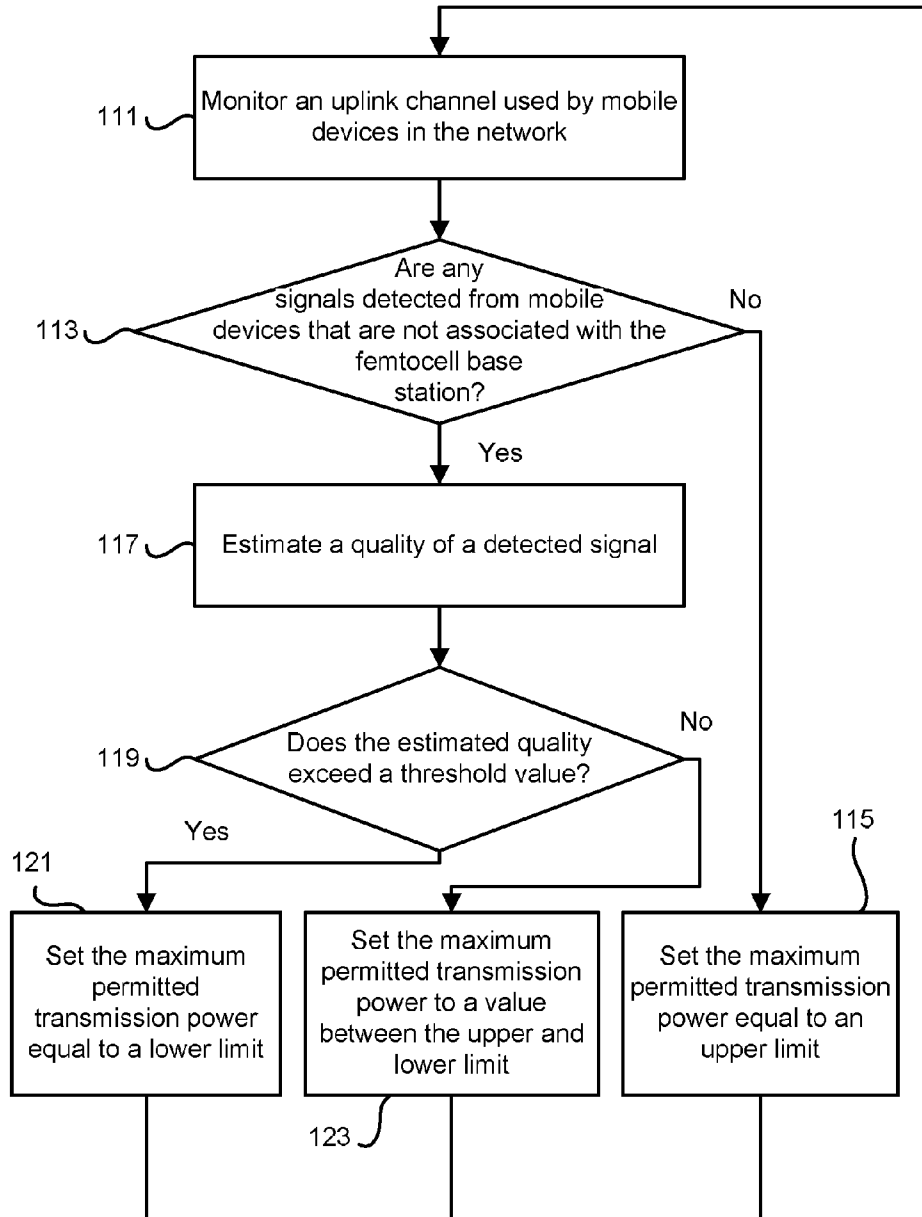 111
Monitor an uplink channel used by mobile
devices in the network
113
Are any
signals detected from mobile
devices that are not associated with the
femtocell base
station?
No
Yes
117
Estimate a quality of a detected signal
119
Does the estimated quality
exceed a threshold value?
No
Yes
121
Set the maximum
permitted
transmission power
equal to a lower limit
Set the maximum
permitted transmission
power to a value
between the upper and
lower limit
123
115
Set the maximum
permitted transmission
power equal to an
upper limit